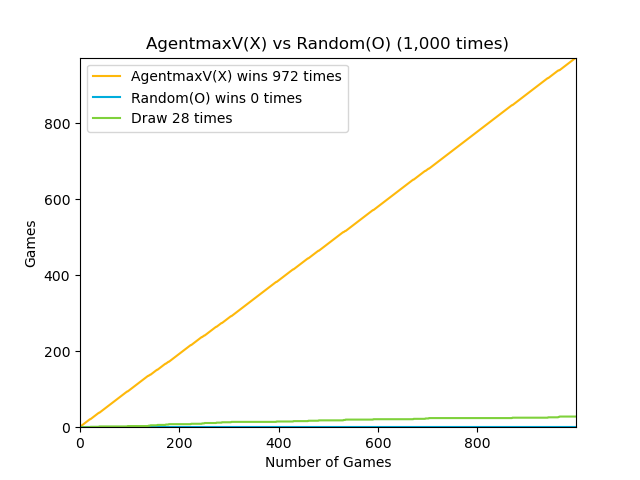 AgentmaxV(X) vs Random(O) (1,000 times)
AgentmaxV(X) wins 972 times
Random(O) wins 0 times
Draw 28 times
800
600
400
200
0
Games
0 200 400 600 800
Number of Games